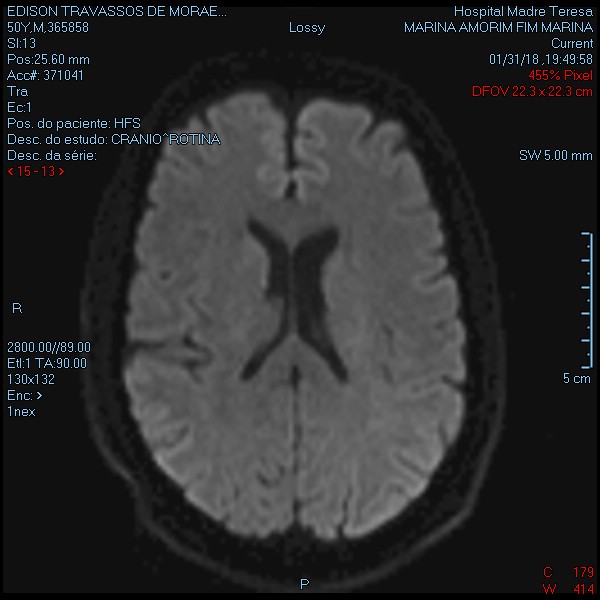 EDISON TRAVASSOS DE MORAE...
50Y,M,365858
Sl:13
Pos:25.60 mm
Acc#: 371041
Tra
Ec:1
Pos. do paciente: HFS
Desc. do estudo: CRANIO^ROTINA
Desc. da série:
< 15 - 13 >
Lossy
Hospital Madre Teresa
MARINA AMORIM FIM MARINA
Current
01/31/18 ,19:49:58
455% Pixel
DFOV 22.3 x 22.3 cm
SW 5.00 mm
R
5 cm
2800.00//89.00
Etl:1 TA:90.00
130x132
Enc: >
1nex
P
C 179
W 414